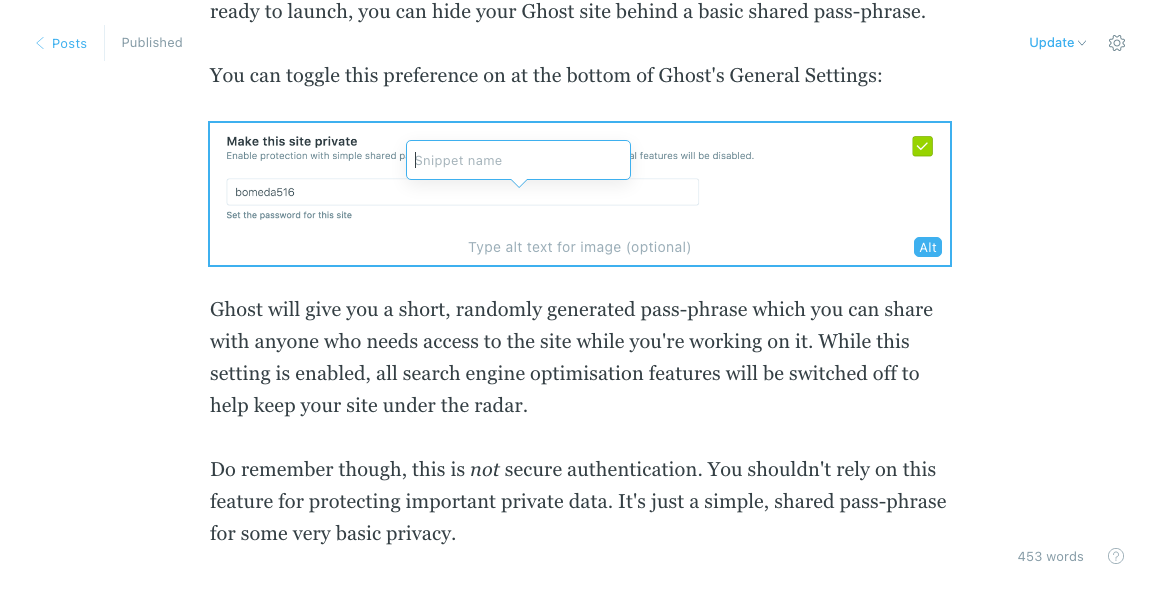 ready to launch, you can hide your Ghost site behind a basic shared pass-phrase.
Posts
Published
Update
You can toggle this preference on at the bottom of Ghost's General Settings:
Make this site private
Enable protection with simple shared p
al features will be disabled.
Snippet name
bomeda516
Set the password for this site
Type alt text for image (optional)
Alt
Ghost will give you a short, randomly generated pass-phrase which you can share
with anyone who needs access to the site while you're working on it. While this
setting is enabled, all search engine optimisation features will be switched off to
help keep your site under the radar.
Do remember though, this is not secure authentication. You shouldn't rely on this
feature for protecting important private data. It's just a simple, shared pass-phrase
for some very basic privacy.
453 words
?